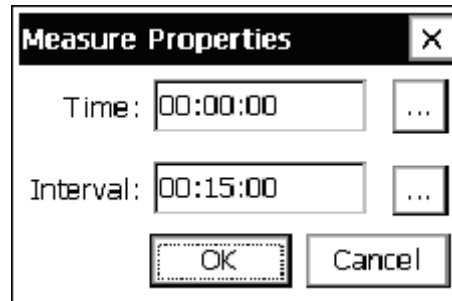 Measure Properties
Time: 00:00:00 ...
Interval: 00:15:00 ...
OK Cancel